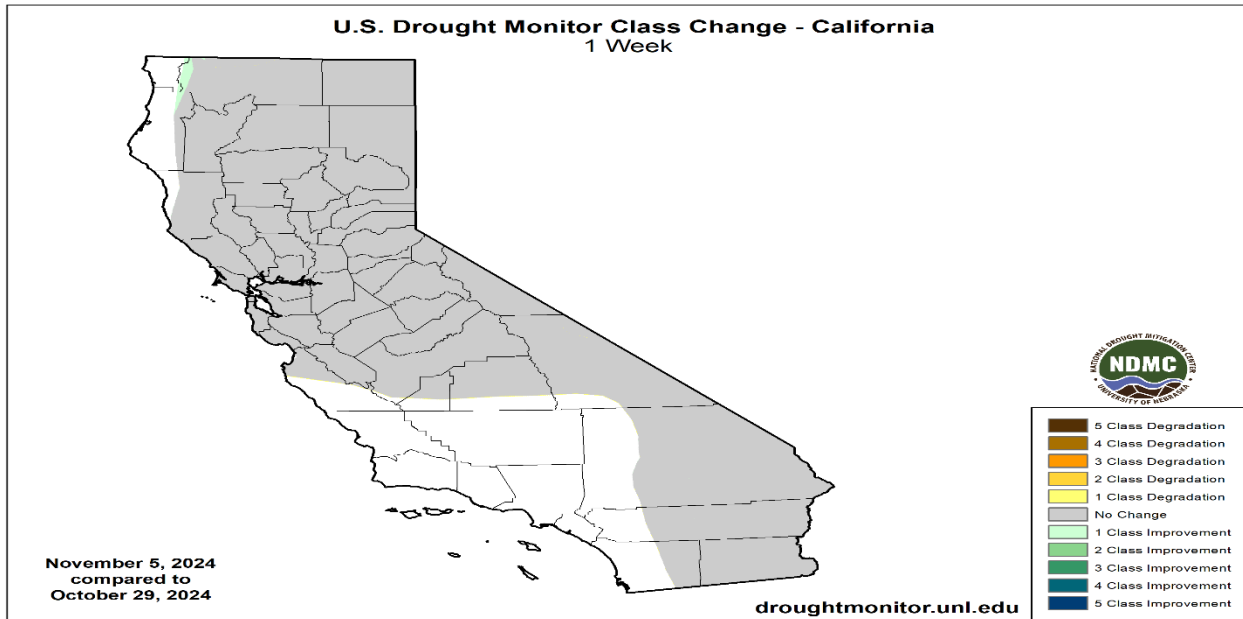 U.S. Drought Monitor Class Change - California
1 Week
NATIONAL DROUGHT MITIGATION CENTER
NDMC
UNIVERSITY OF NEBRASKA
5 Class Degradation
4 Class Degradation
3 Class Degradation
2 Class Degradation
1 Class Degradation
No Change
1 Class Improvement
2 Class Improvement
3 Class Improvement
4 Class Improvement
5 Class Improvement
November 5, 2024
compared to
October 29, 2024
droughtmonitor.unl.edu